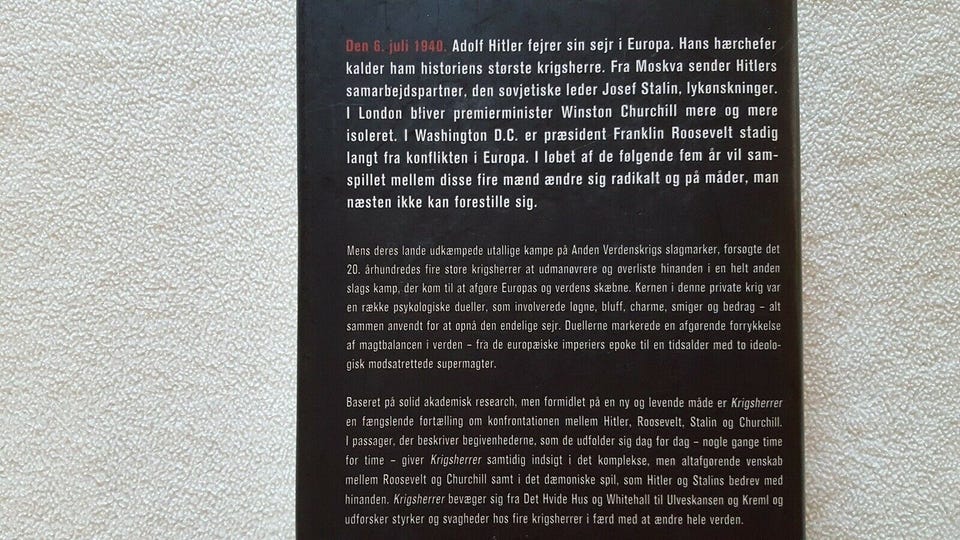 Den 6. juli 1940. Adolf Hitler fejrer sin sejr i Europa. Hans hærchefer
kalder ham historiens største krigsherre. Fra Moskva sender Hitlers
samarbejdspartner, den sovjetiske leder Josef Stalin, lykønskninger.
I London bliver premierminister Winston Churchill mere og mere
isoleret. I Washington D.C. er præsident Franklin Roosevelt stadig
langt fra konflikten i Europa. I løbet af de følgende fem år vil sam-
spillet mellem disse fire mænd ændre sig radikalt og på måder, man
næsten ikke kan forestille sig.
Mens deres lande udkæmpede utallige kampe på Anden Verdenskrigs slagmarker, forsøgte det
20. århundredes fire store krigsherrer at udmanøvrere og overliste hinanden i en helt anden
slags kamp, der kom til at afgøre Europas og verdens skæbne. Kernen i denne private krig var
en række psykologiske dueller, som involverede løgne, bluff, charme, smiger og bedrag – alt
sammen anvendt for at opnå den endelige sejr. Duellerne markerede en afgørende forrykkelse
af magtbalancen i verden – fra de europæiske imperiers epoke til en tidsalder med to ideolo-
gisk modsatrettede supermagter.
Baseret på solid akademisk research, men formidlet på en ny og levende måde er Krigsherrer
en fængslende fortælling om konfrontationen mellem Hitler, Roosevelt, Stalin og Churchill.
I passager, der beskriver begivenhederne, som de udfolder sig dag for dag – nogle gange time
for time – giver Krigsherrer samtidig indsigt i det komplekse, men altafgørende venskab
mellem Roosevelt og Churchill samt i det dæmoniske spil, som Hitler og Stalins bedrev med
hinanden. Krigsherrer bevæger sig fra Det Hvide Hus og Whitehall til Ulveskansen og Kreml og
udforsker styrker og svagheder hos fire krigsherrer i færd med at ændre hele verden.